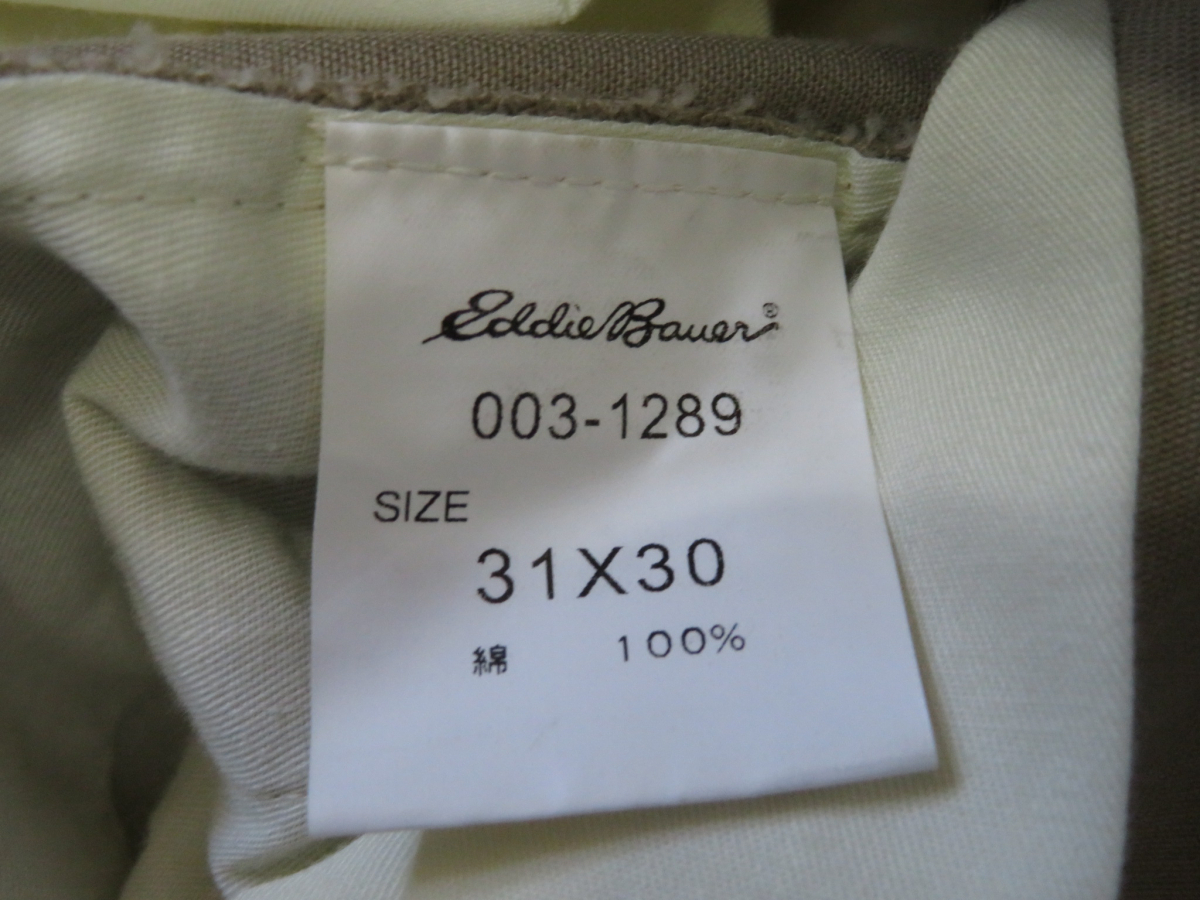 Eddie Bauer®
003-1289
SIZE
31X30
綿 100%